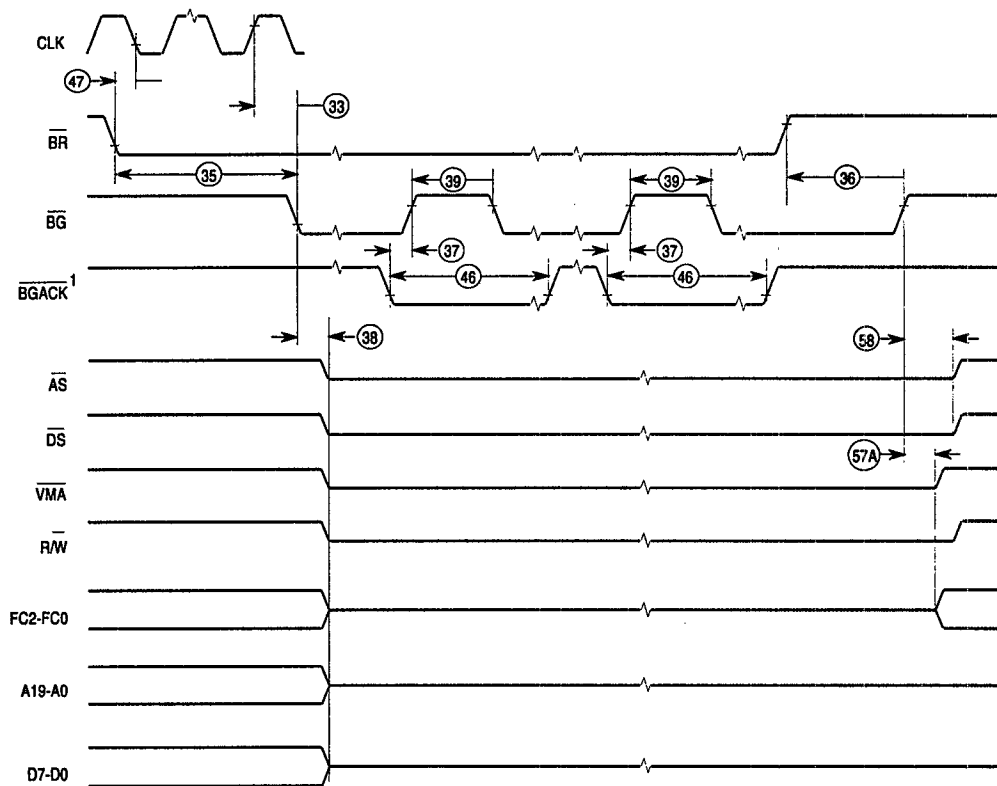 CLK
47
33
BR
35
39
39
36
BG
37
37
BGACK 1
46
46
38
58
AS
DS
57A
VMA
R/W
FC2-FC0
A19-A0
D7-D0